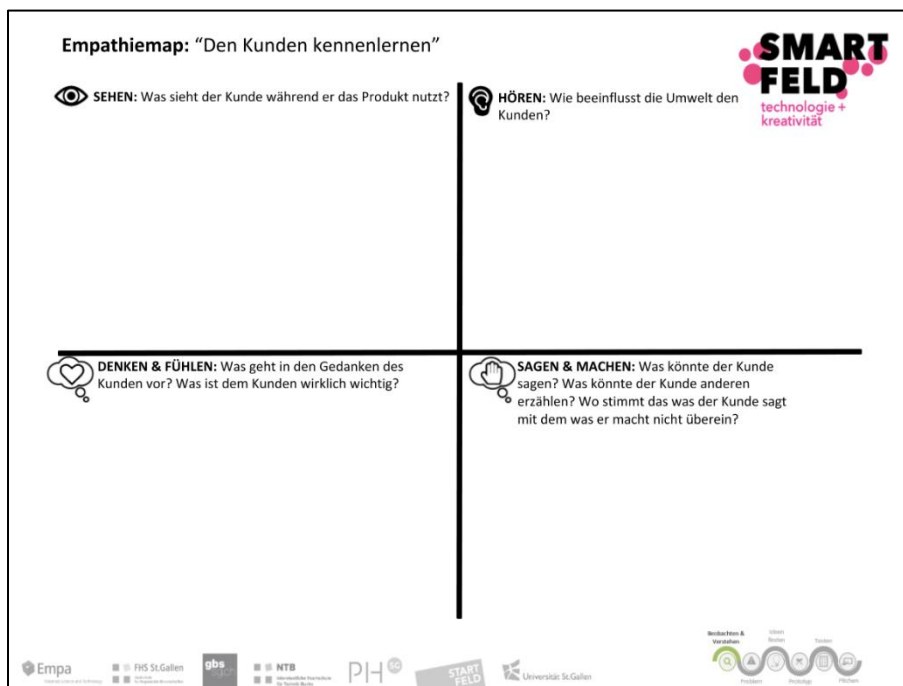 Empathiemap: “Den Kunden kennenlernen”
SMART
FELD
technologie +
kreativität
SEHEN: Was sieht der Kunde während er das Produkt nutzt?
HÖREN: Wie beeinflusst die Umwelt den
Kunden?
DENKEN & FÜHLEN: Was geht in den Gedanken des
Kunden vor? Was ist dem Kunden wirklich wichtig?
SAGEN & MACHEN: Was könnte der Kunde
sagen? Was könnte der Kunde anderen
erzählen? Wo stimmt das was der Kunde sagt
mit dem was er macht nicht überein?
Beobachten &
Verstehen
Ideen
finden
Testen
Problem
Prototyp
Pitchen
Empa
FHS St.Gallen
gbs
sgch
NTB
PH SG
START
FELD
Universität St.Gallen